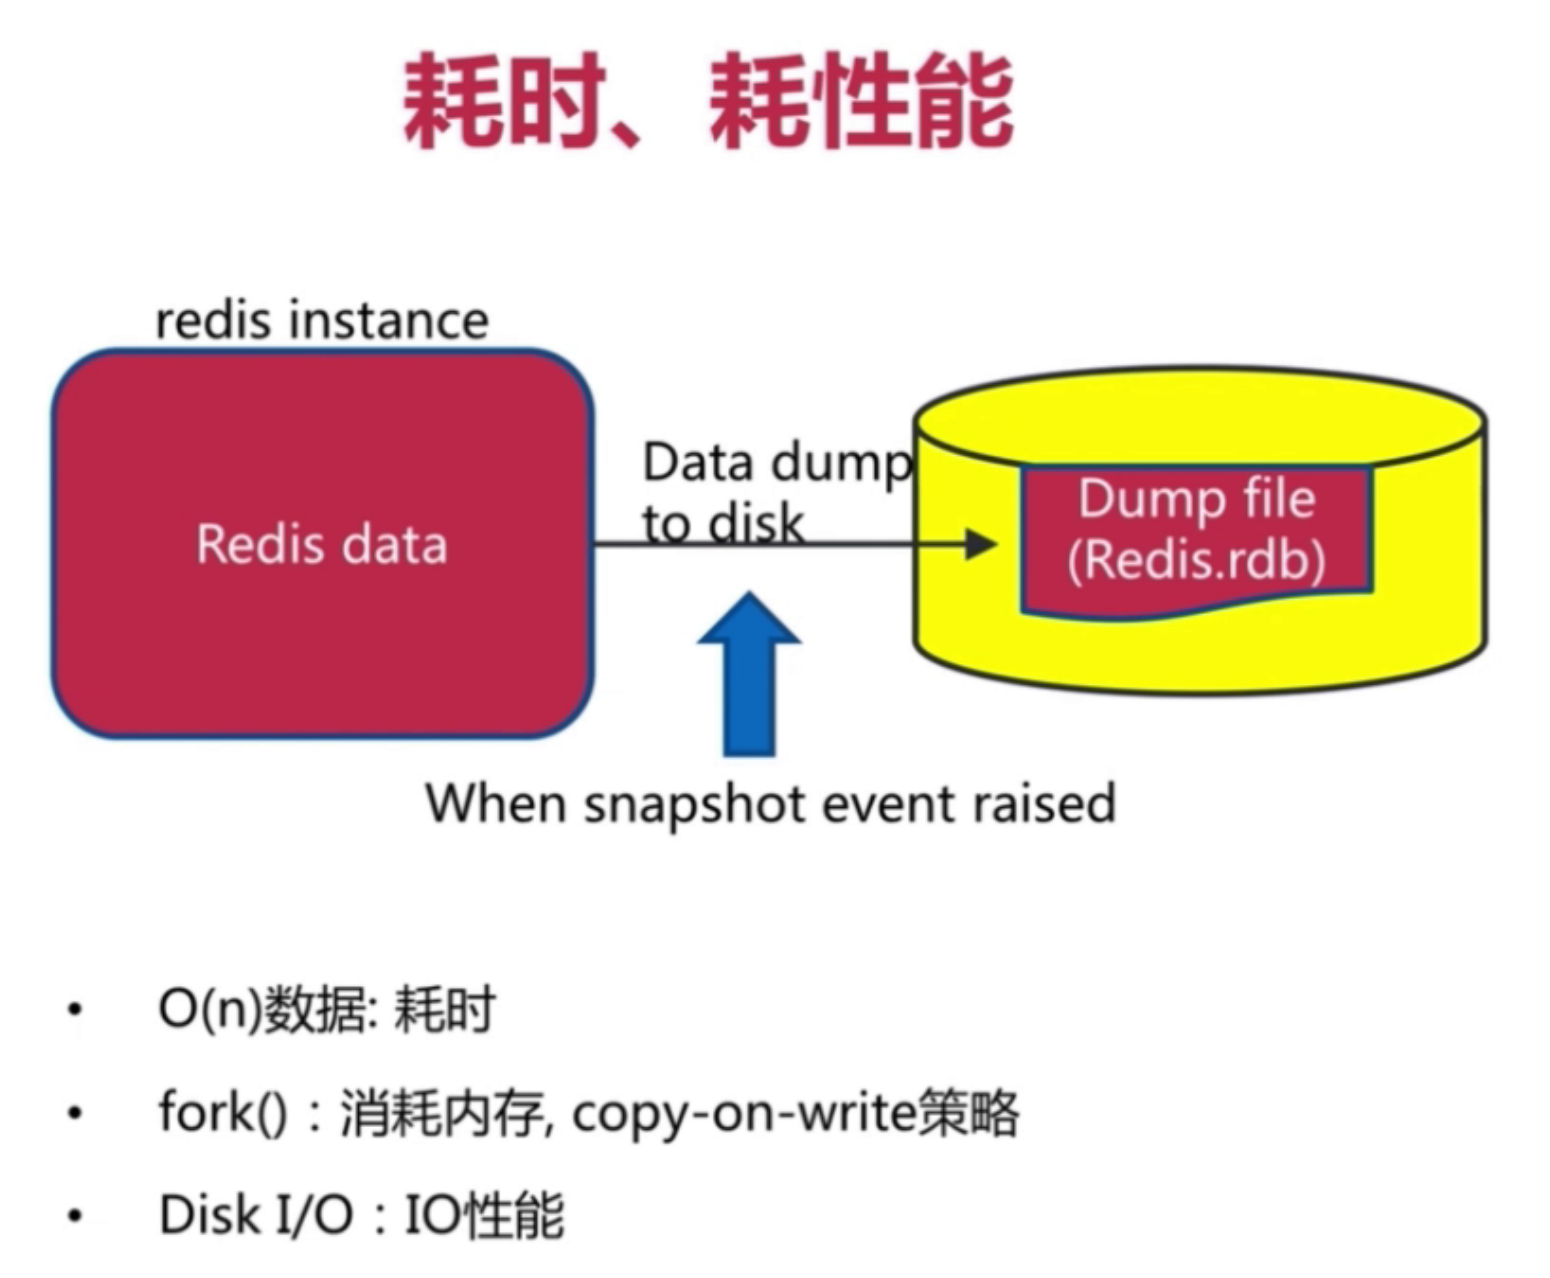 耗时、耗性能
redis instance
Redis data
Data dump
to disk
Dump file
(Redis.rdb)
When snapshot event raised
• O(n)数据: 耗时
• fork()：消耗内存, copy-on-write策略
• Disk I/O：IO性能